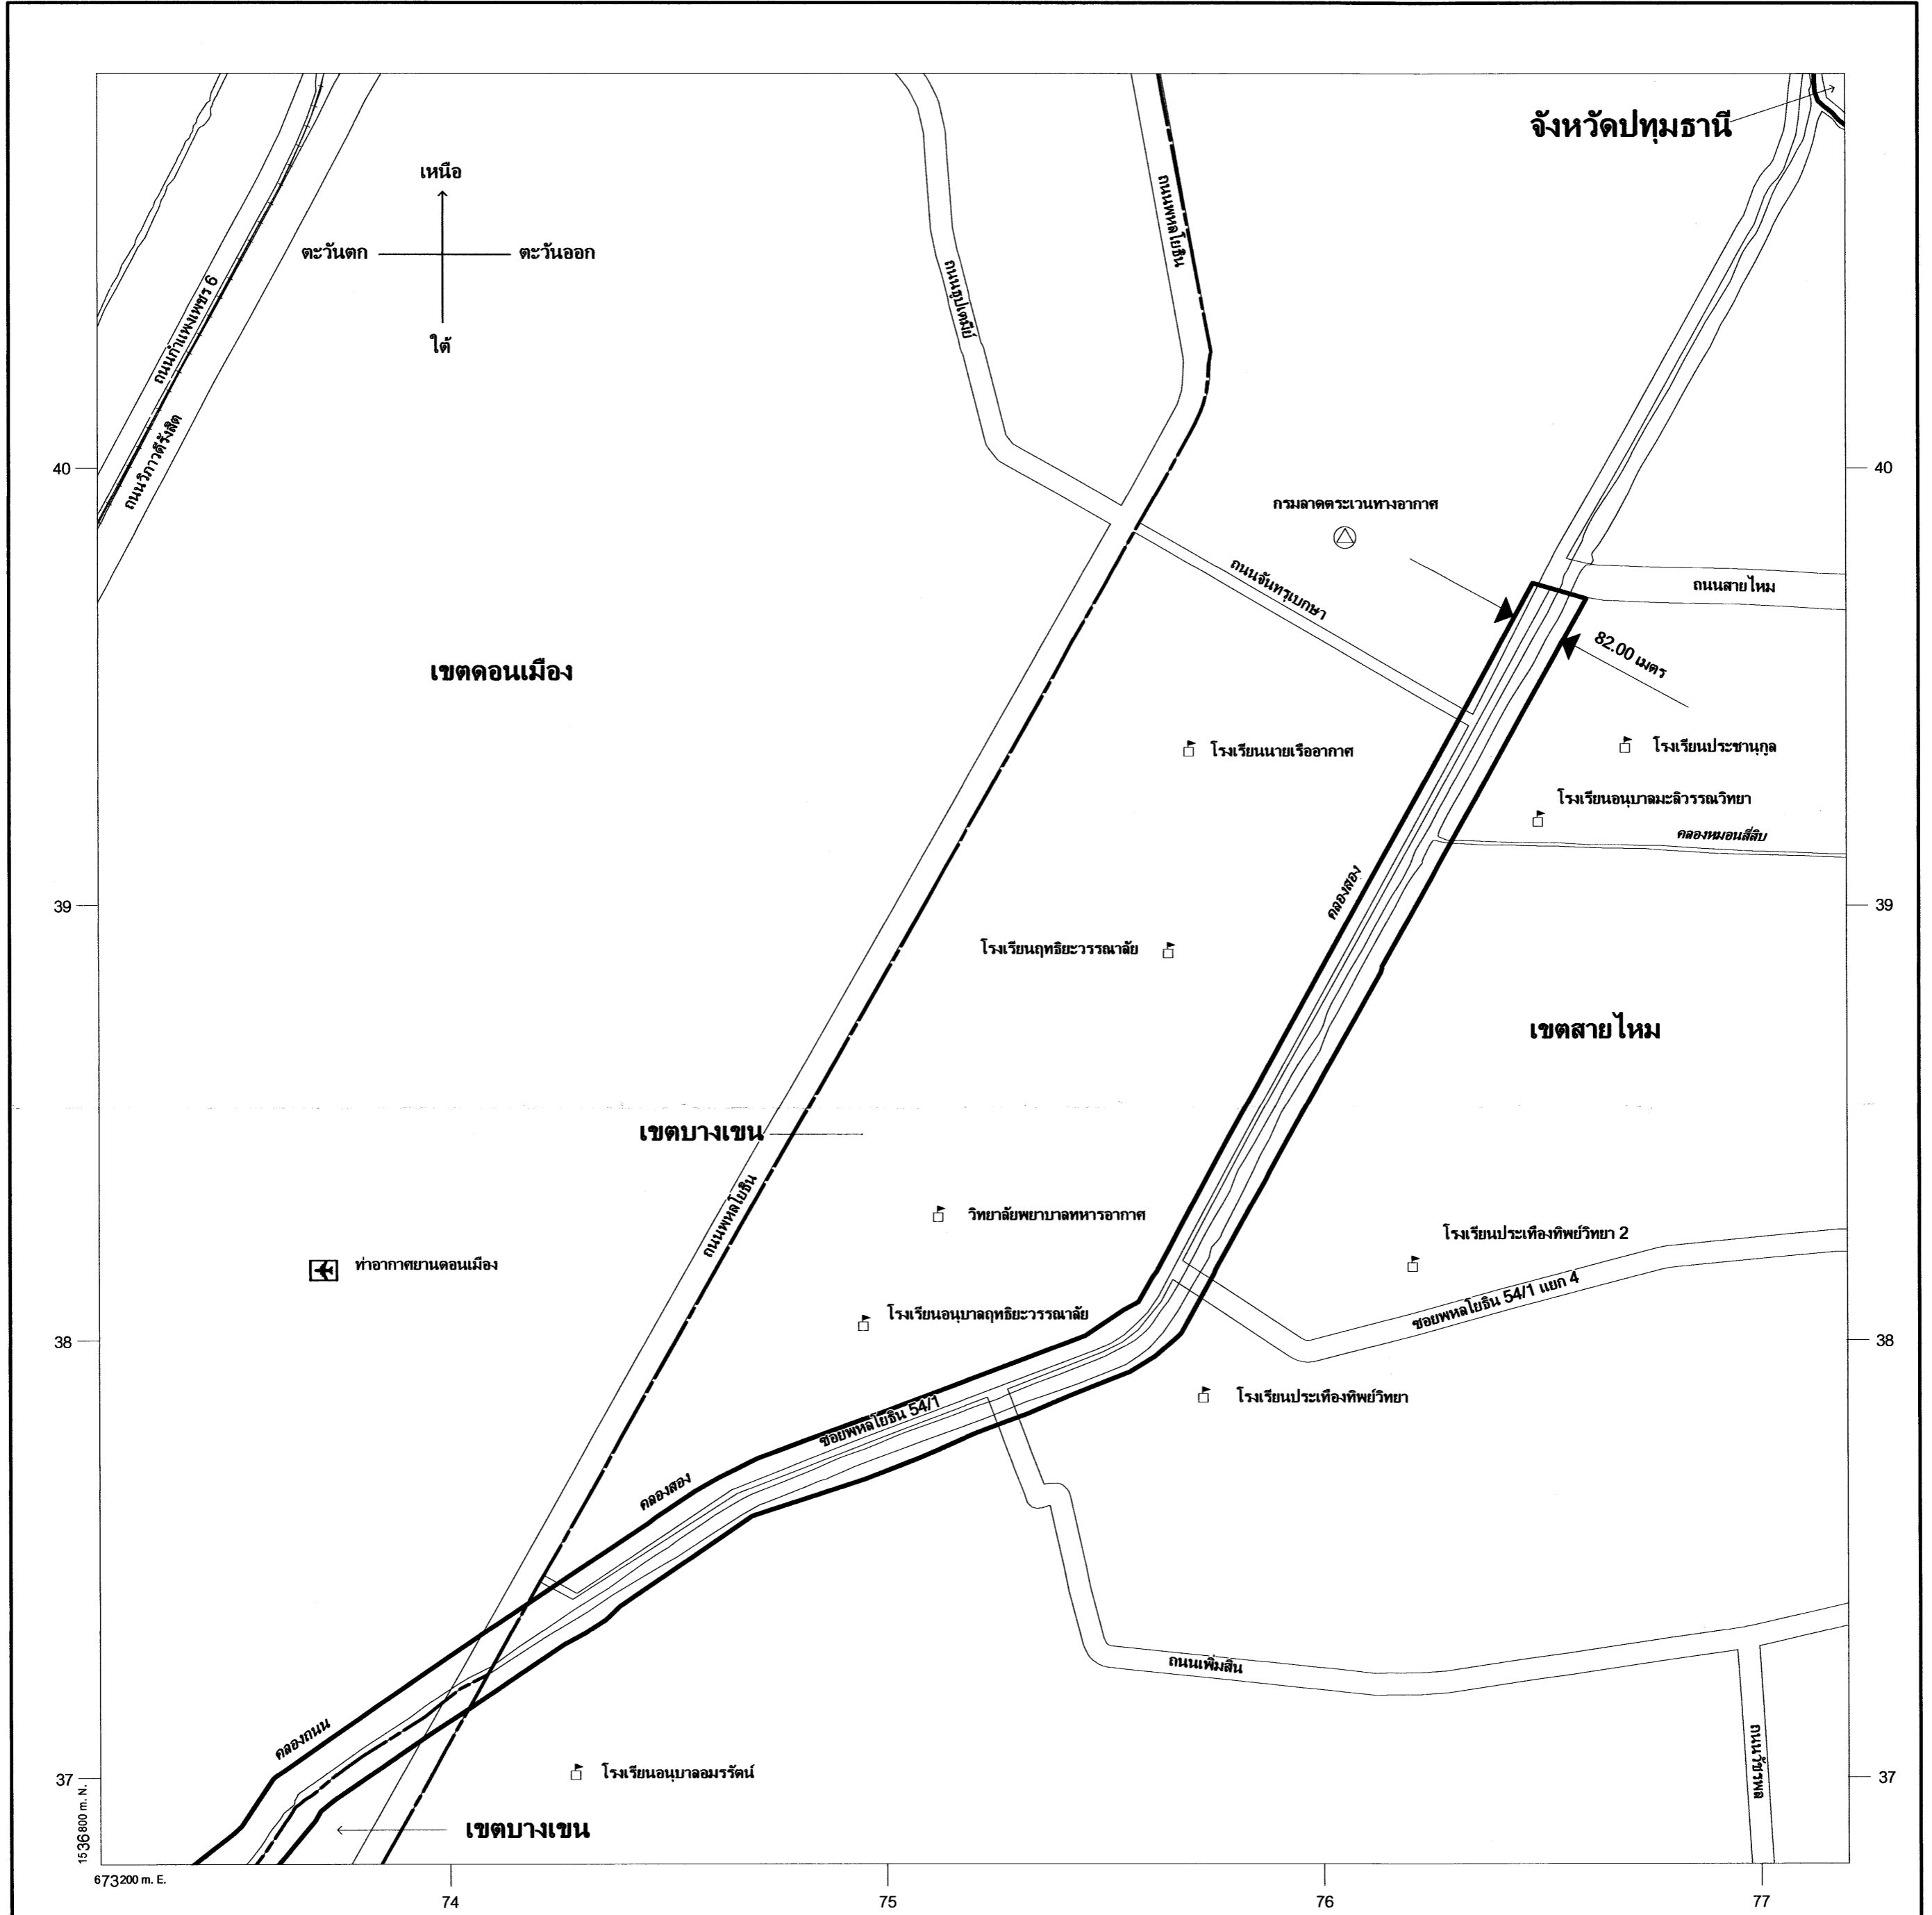 จังหวัดปทุมธานี
เหนือ
ตะวันตก
ตะวันออก
ใต้
ถนนพหลโยธิน
ถนนธูปเตมีย์
ถนนกำแพงเพชร 6
ถนนวิภาวดีรังสิต
40
40
กรมลาดตระเวนทางอากาศ
ถนนจันทรุเบกษา
ถนนสายไหม
82.00 เมตร
เขตดอนเมือง
โรงเรียนนายเรืออากาศ
โรงเรียนประชานุกูล
โรงเรียนอนุบาลมะลิวรรณวิทยา
คลองหมอนสี่สิบ
คลองสอง
39
39
โรงเรียนฤทธิยะวรรณาลัย
เขตสายไหม
เขตบางเขน
ถนนพหลโยธิน
วิทยาลัยพยาบาลทหารอากาศ
โรงเรียนประเทืองทิพย์วิทยา 2
ท่าอากาศยานดอนเมือง
ซอยพหลโยธิน 54/1 แยก 4
โรงเรียนอนุบาลฤทธิยะวรรณาลัย
38
38
โรงเรียนประเทืองทิพย์วิทยา
ซอยพหลโยธิน 54/1
คลองสอง
ถนนเพิ่มสิน
คลองถนน
ถนนวัชรพล
โรงเรียนอนุบาลอมรรัตน์
37
37
เขตบางเขน
1536800 m. N.
673200 m. E.
74
75
76
77